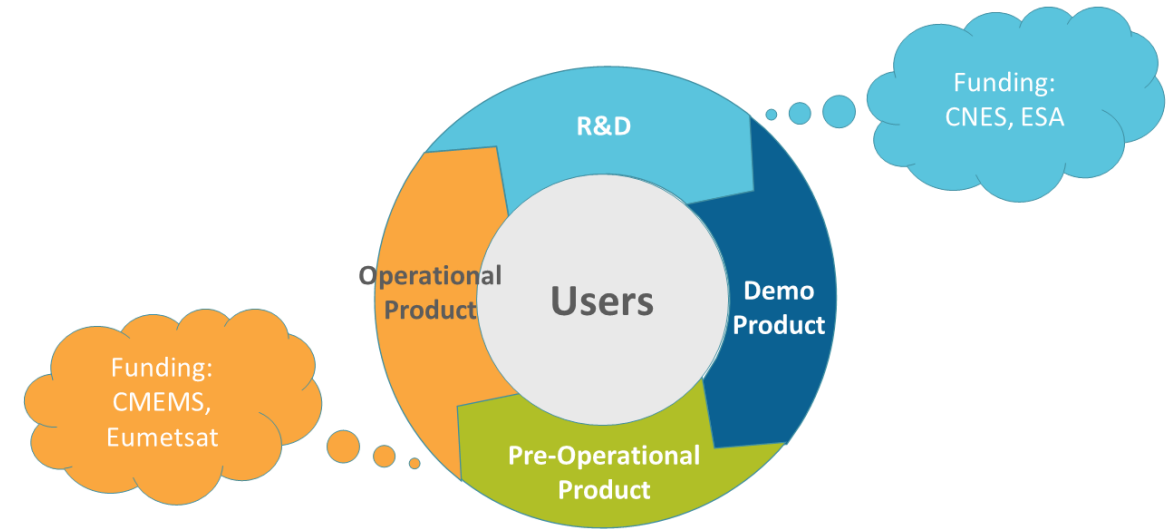 Funding:
CNES, ESA
R&D
Operational
Product
Users
Demo
Product
Funding:
CMEMS,
Eumetsat
Pre-Operational
Product